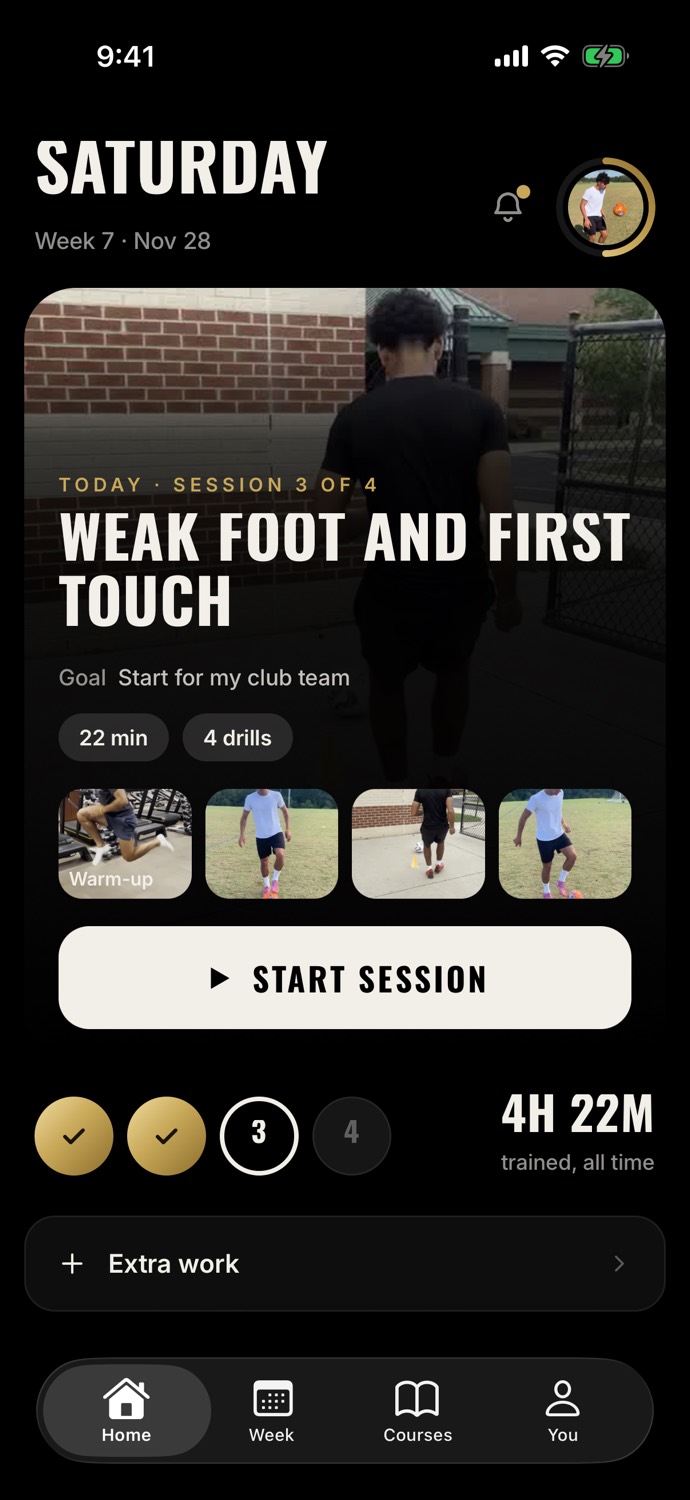 9:41
SATURDAY
Week 7 · Nov 28
TODAY · SESSION 3 OF 4
WEAK FOOT AND FIRST
TOUCH
Goal Start for my club team
22 min 4 drills
Warm-up
START SESSION
3 4
4H 22M
trained, all time
Extra work
Home Week Courses You